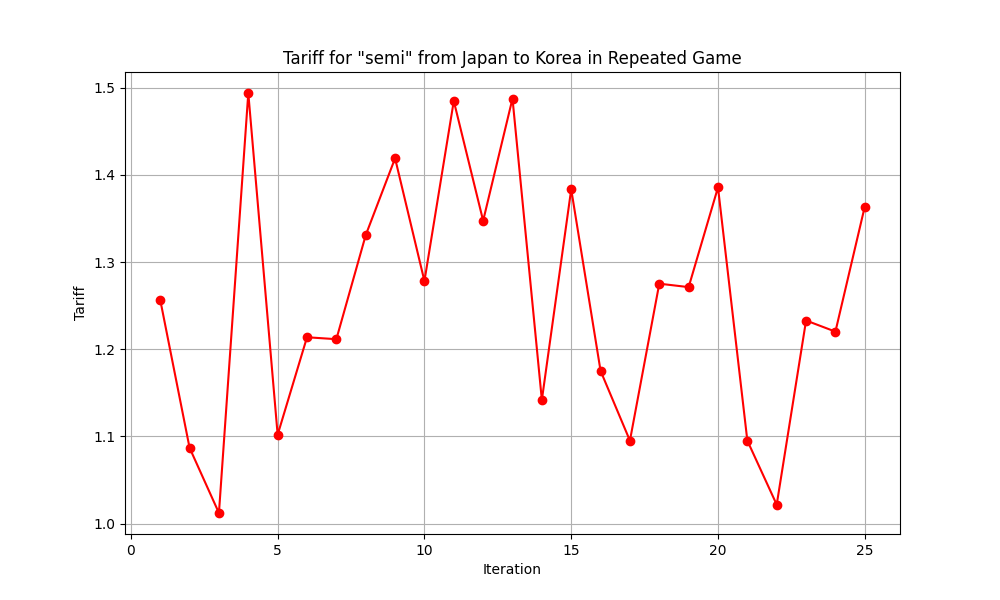 Tariff for "semi" from Japan to Korea in Repeated Game
Tariff
1.5
1.4
1.3
1.2
1.1
1.0
0 5 10 15 20 25
Iteration